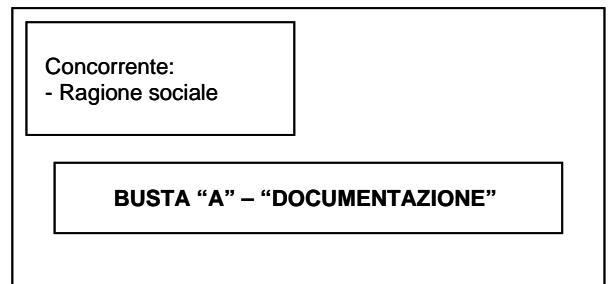 Concorrente:
- Ragione sociale
BUSTA “A” – “DOCUMENTAZIONE”